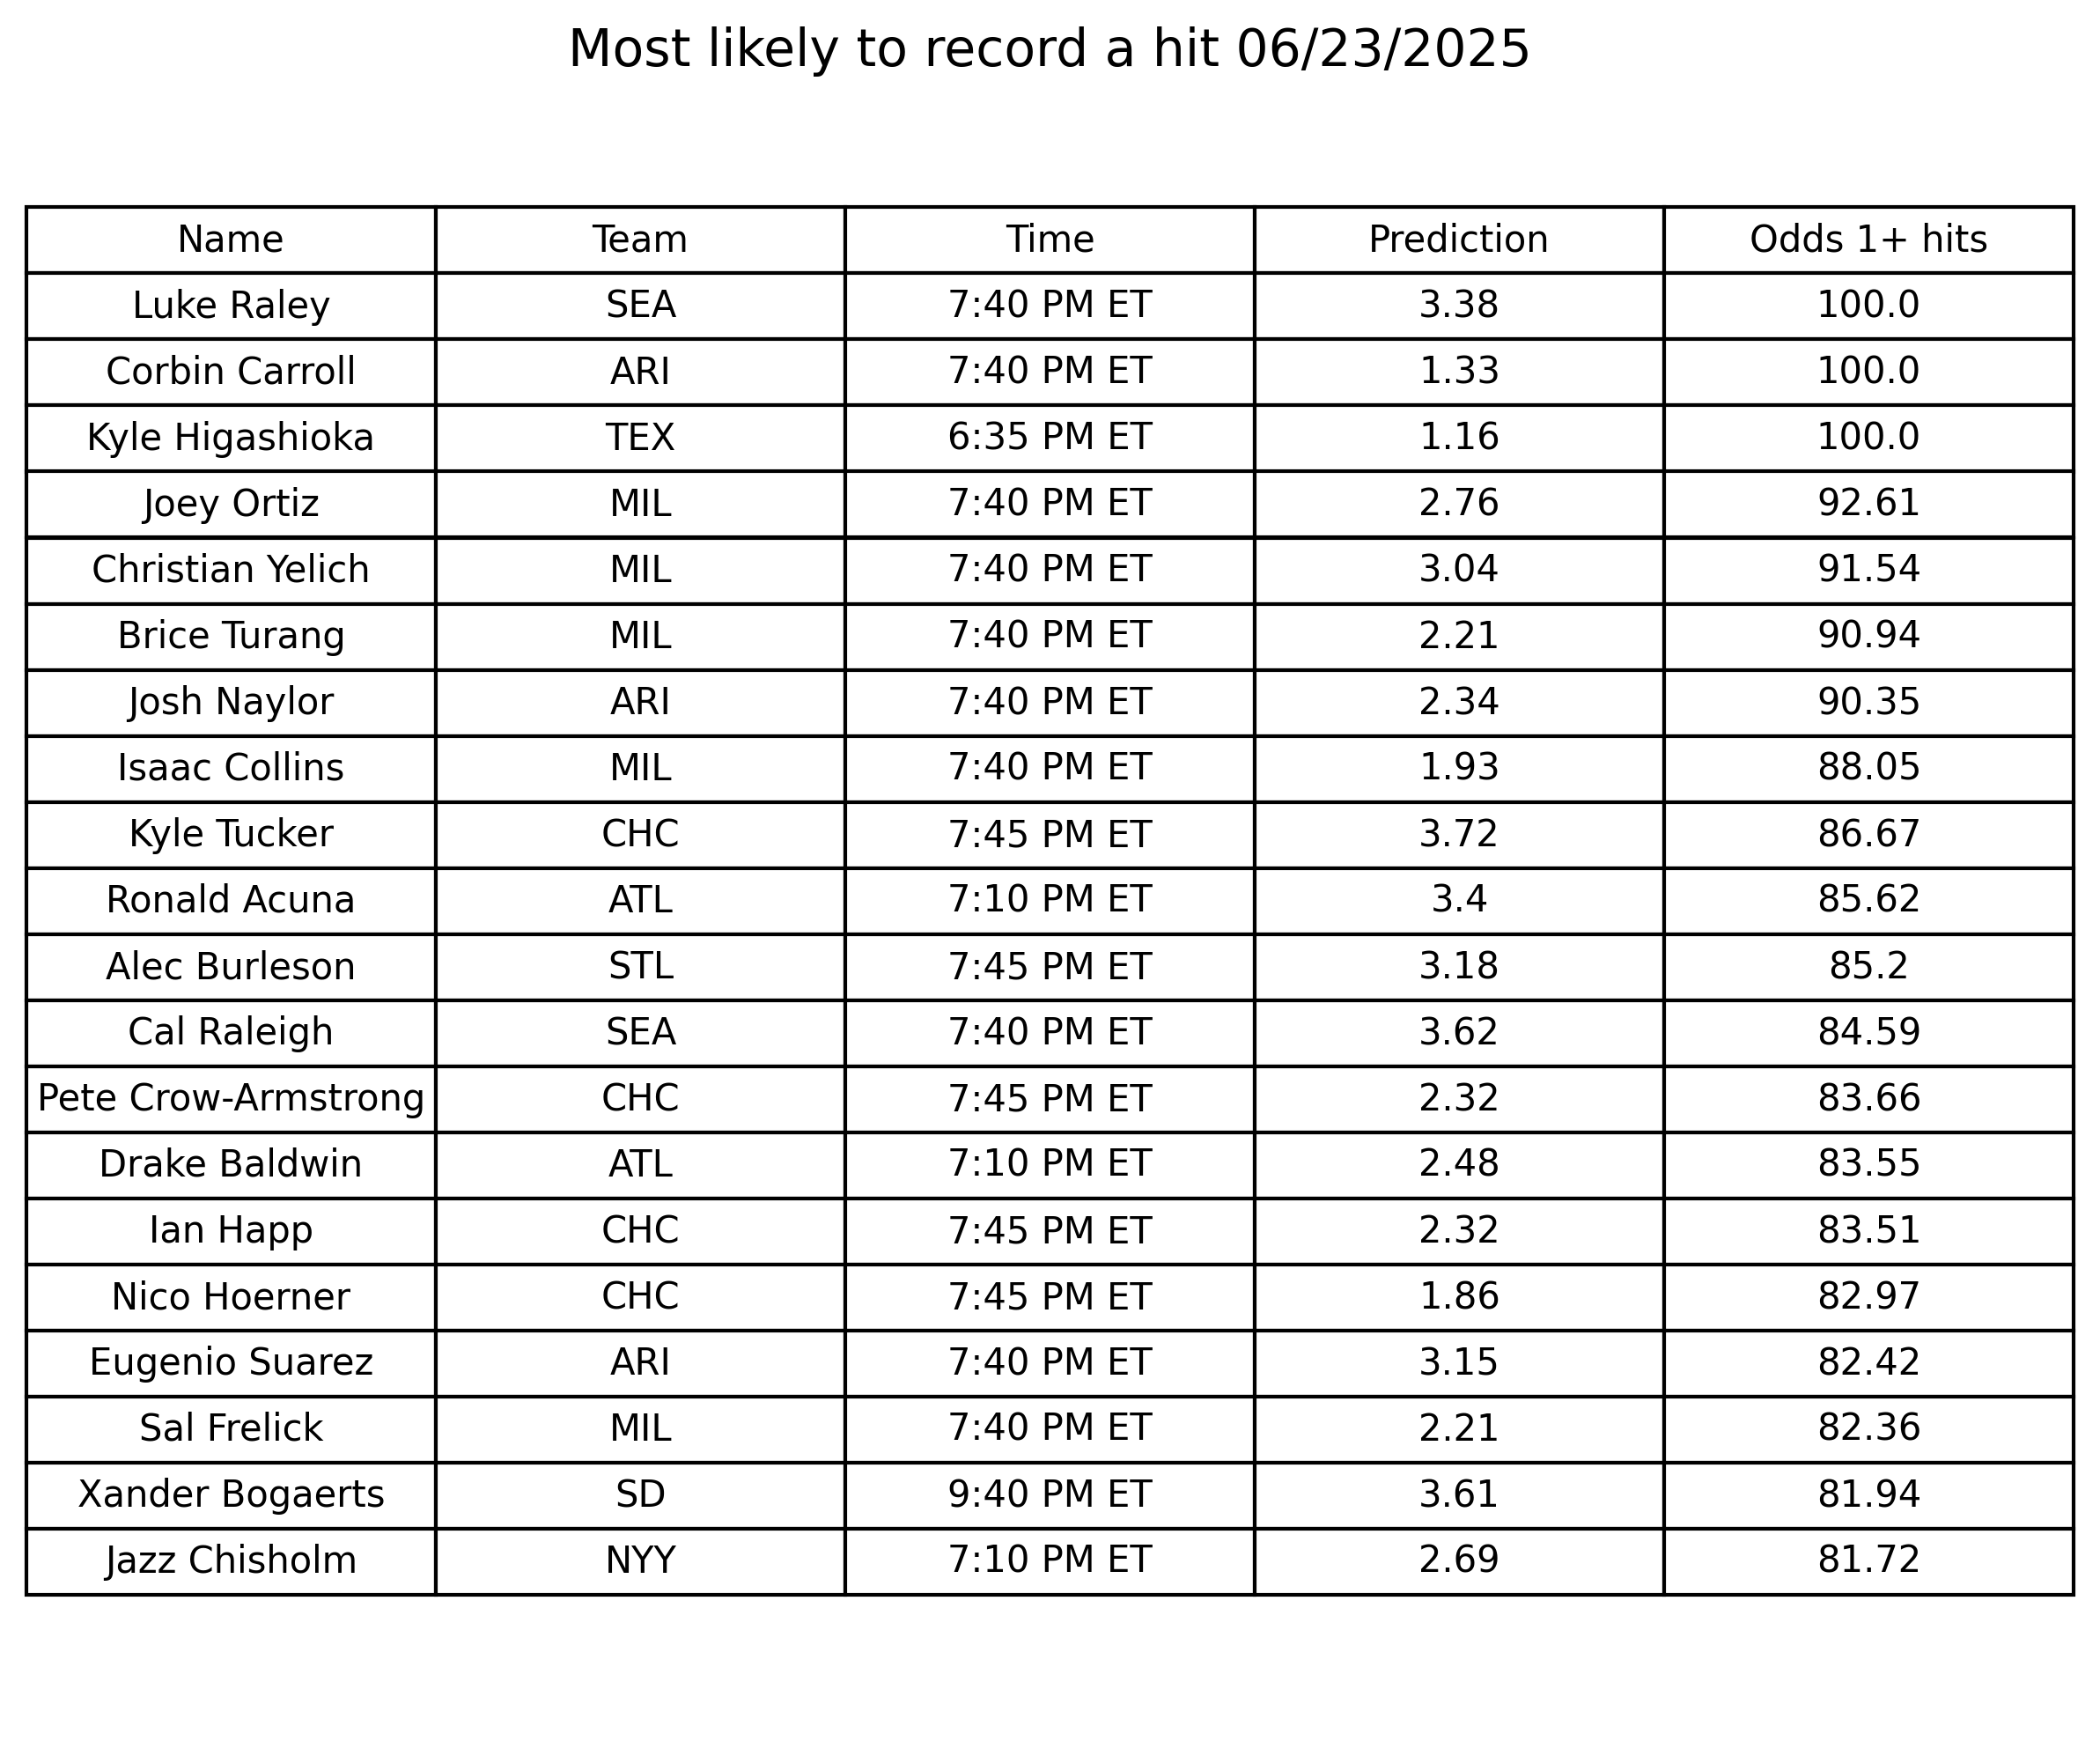 Most likely to record a hit 06/23/2025
Name Team Time Prediction Odds 1+ hits
Luke Raley SEA 7:40 PM ET 3.38 100.0
Corbin Carroll ARI 7:40 PM ET 1.33 100.0
Kyle Higashioka TEX 6:35 PM ET 1.16 100.0
Joey Ortiz MIL 7:40 PM ET 2.76 92.61
Christian Yelich MIL 7:40 PM ET 3.04 91.54
Brice Turang MIL 7:40 PM ET 2.21 90.94
Josh Naylor ARI 7:40 PM ET 2.34 90.35
Isaac Collins MIL 7:40 PM ET 1.93 88.05
Kyle Tucker CHC 7:45 PM ET 3.72 86.67
Ronald Acuna ATL 7:10 PM ET 3.4 85.62
Alec Burleson STL 7:45 PM ET 3.18 85.2
Cal Raleigh SEA 7:40 PM ET 3.62 84.59
Pete Crow-Armstrong CHC 7:45 PM ET 2.32 83.66
Drake Baldwin ATL 7:10 PM ET 2.48 83.55
Ian Happ CHC 7:45 PM ET 2.32 83.51
Nico Hoerner CHC 7:45 PM ET 1.86 82.97
Eugenio Suarez ARI 7:40 PM ET 3.15 82.42
Sal Frelick MIL 7:40 PM ET 2.21 82.36
Xander Bogaerts SD 9:40 PM ET 3.61 81.94
Jazz Chisholm NYY 7:10 PM ET 2.69 81.72